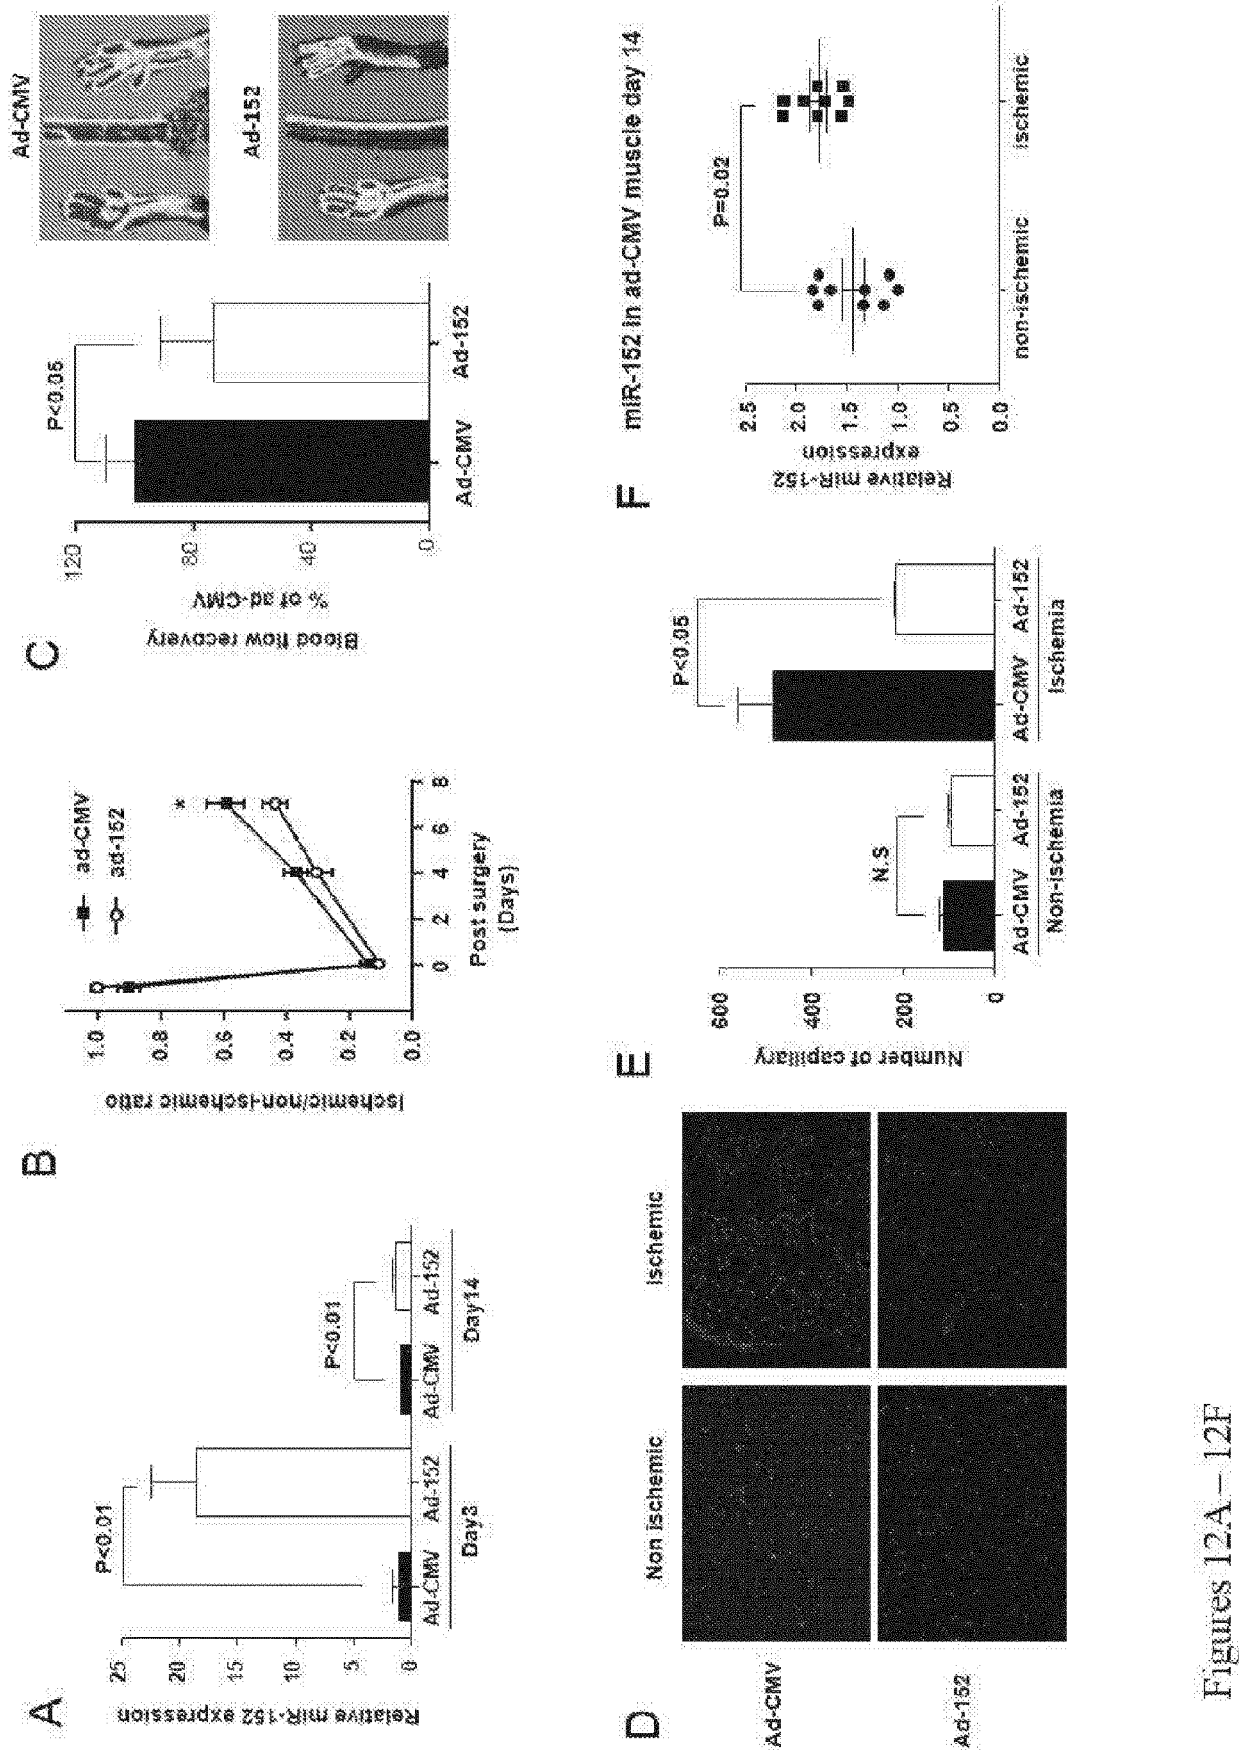 A
Relative miR-152 expression
25
20
15
10
5
0
P<0.01
P<0.01
Ad-CMV
Ad-152
Ad-CMV
Ad-152
Day3
Day14
B
Ischemic/non-ischemic ratio
1.0
0.8
0.6
0.4
0.2
0.0
ad-CMV
ad-152
*
0
2
4
6
8
Post surgery
(Days)
C
Blood flow recovery
% of ad-CMV
120
80
40
0
P<0.05
Ad-CMV
Ad-152
Ad-CMV
Ad-152
D
Non ischemic
Ischemic
Ad-CMV
Ad-152
E
Number of capillary
600
400
200
0
N.S
P<0.05
Ad-CMV
Ad-152
Ad-CMV
Ad-152
Non-ischemia
Ischemia
F
miR-152 in ad-CMV muscle day 14
Relative miR-152
expression
2.5
2.0
1.5
1.0
0.5
0.0
P=0.02
non-ischemic
ischemic
Figures 12A – 12F